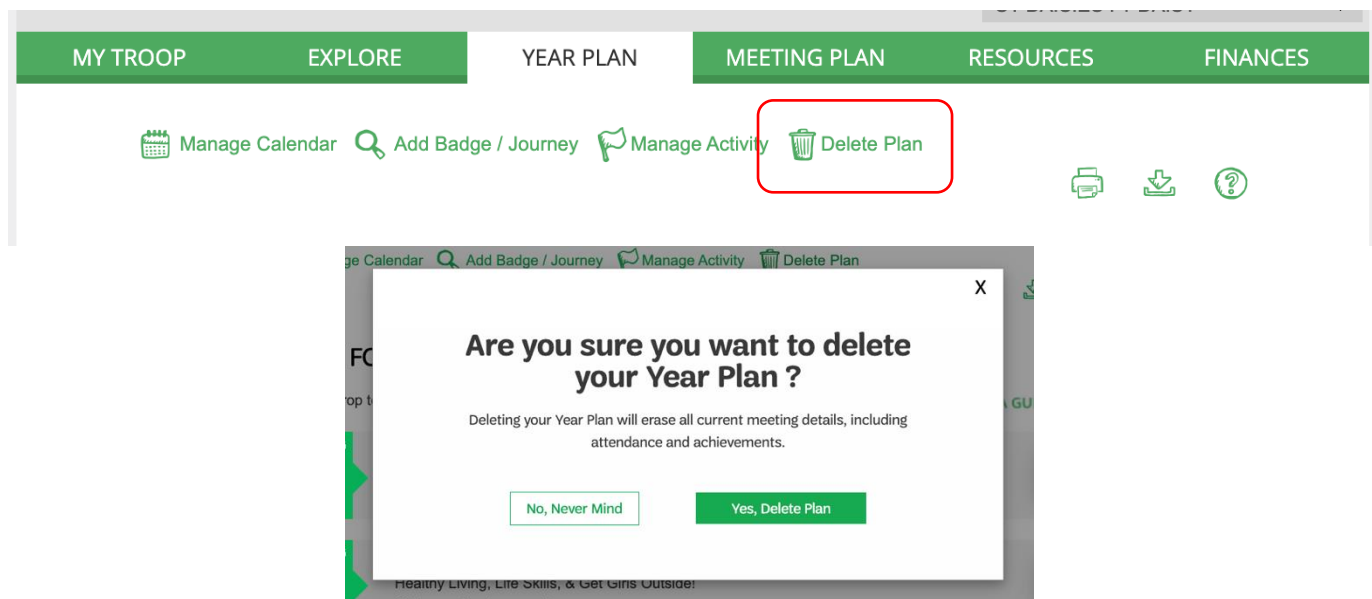 MY TROOP EXPLORE YEAR PLAN MEETING PLAN RESOURCES FINANCES
Manage Calendar Add Badge / Journey Manage Activity Delete Plan
Calendar Add Badge / Journey Manage Activity Delete Plan
X
Are you sure you want to delete
your Year Plan ?
Deleting your Year Plan will erase all current meeting details, including
attendance and achievements.
No, Never Mind Yes, Delete Plan
Healthy Living, Life Skills, & Get Girls Outside!